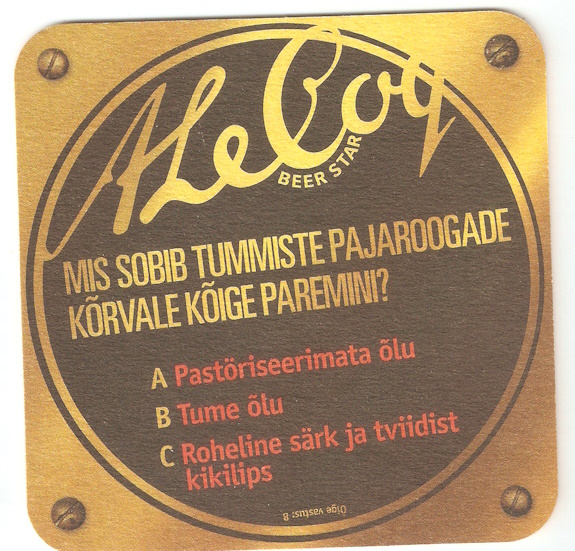 A Le Coq
BEER STAR
MIS SOBIB TUMMISTE PAJAROOGADE
KÕRVALE KÕIGE PAREMINI?
A Pastöriseerimata õlu
B Tume õlu
C Roheline särk ja tviidist
kikilips
Õige vastus: B